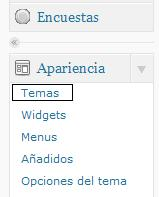 Encuestas
Apariencia
Temas
Widgets
Menus
Añadidos
Opciones del tema